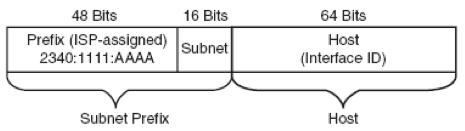 48 Bits 16 Bits 64 Bits
Prefix (ISP-assigned)
2340:1111:AAAA
Subnet
Host
(Interface ID)
Subnet Prefix Host